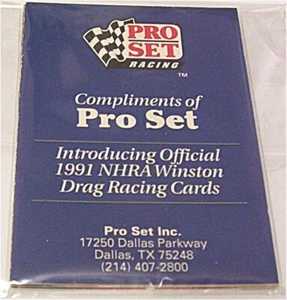 PRO
SET
RACING
™
Compliments of
Pro Set
Introducing Official
1991 NHRA Winston
Drag Racing Cards
Pro Set Inc.
17250 Dallas Parkway
Dallas, TX 75248
(214) 407-2800